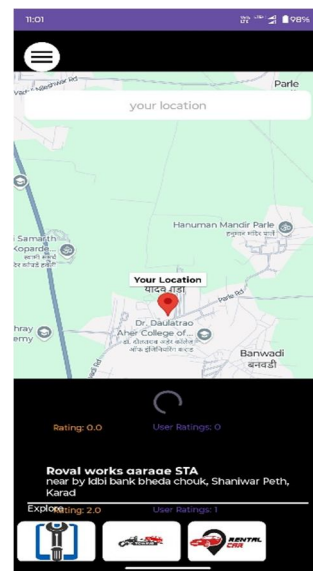 11:01
98%
Parle
your location
Hanuman Mandir Parle
हनुमान मंदिर पार्ले
Samarth
Koparde...
Your Location
Parle Rd
Dr. Daulatrao
Aher College of...
Banwadi
बनवडी
Rating: 0.0
User Ratings: 0
Royal works garage STA
near by Idbi bank bheda chouk, Shaniwar Peth,
Karad
Explore
Rating: 2.0
User Ratings: 1
RENTAL
CAR